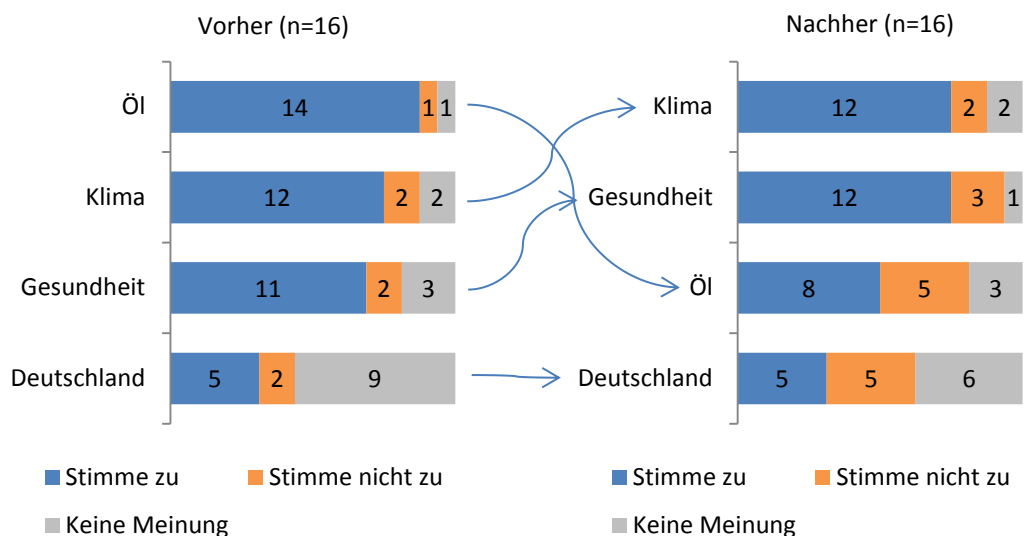 Vorher (n=16)
Öl
14
1
1
Klima
12
2
2
Gesundheit
11
2
3
Deutschland
5
2
9
Stimme zu
Stimme nicht zu
Keine Meinung
Nachher (n=16)
Klima
12
2
2
Gesundheit
12
3
1
Öl
8
5
3
Deutschland
5
5
6
Stimme zu
Stimme nicht zu
Keine Meinung